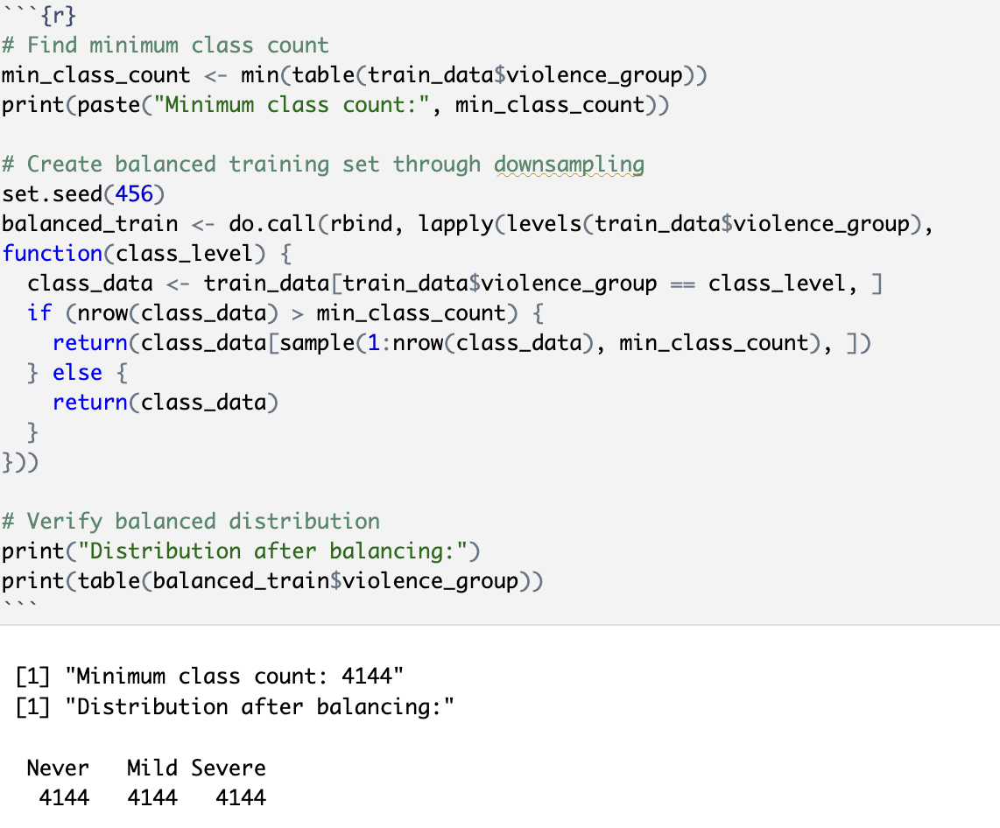 ```{r}
# Find minimum class count
min_class_count <- min(table(train_data$violence_group))
print(paste("Minimum class count:", min_class_count))

# Create balanced training set through downsampling
set.seed(456)
balanced_train <- do.call(rbind, lapply(levels(train_data$violence_group),
function(class_level) {
  class_data <- train_data[train_data$violence_group == class_level, ]
  if (nrow(class_data) > min_class_count) {
    return(class_data[sample(1:nrow(class_data), min_class_count), ])
  } else {
    return(class_data)
  }
}))

# Verify balanced distribution
print("Distribution after balancing:")
print(table(balanced_train$violence_group))
```

[1] "Minimum class count: 4144"
[1] "Distribution after balancing:"

 Never   Mild Severe
  4144   4144   4144